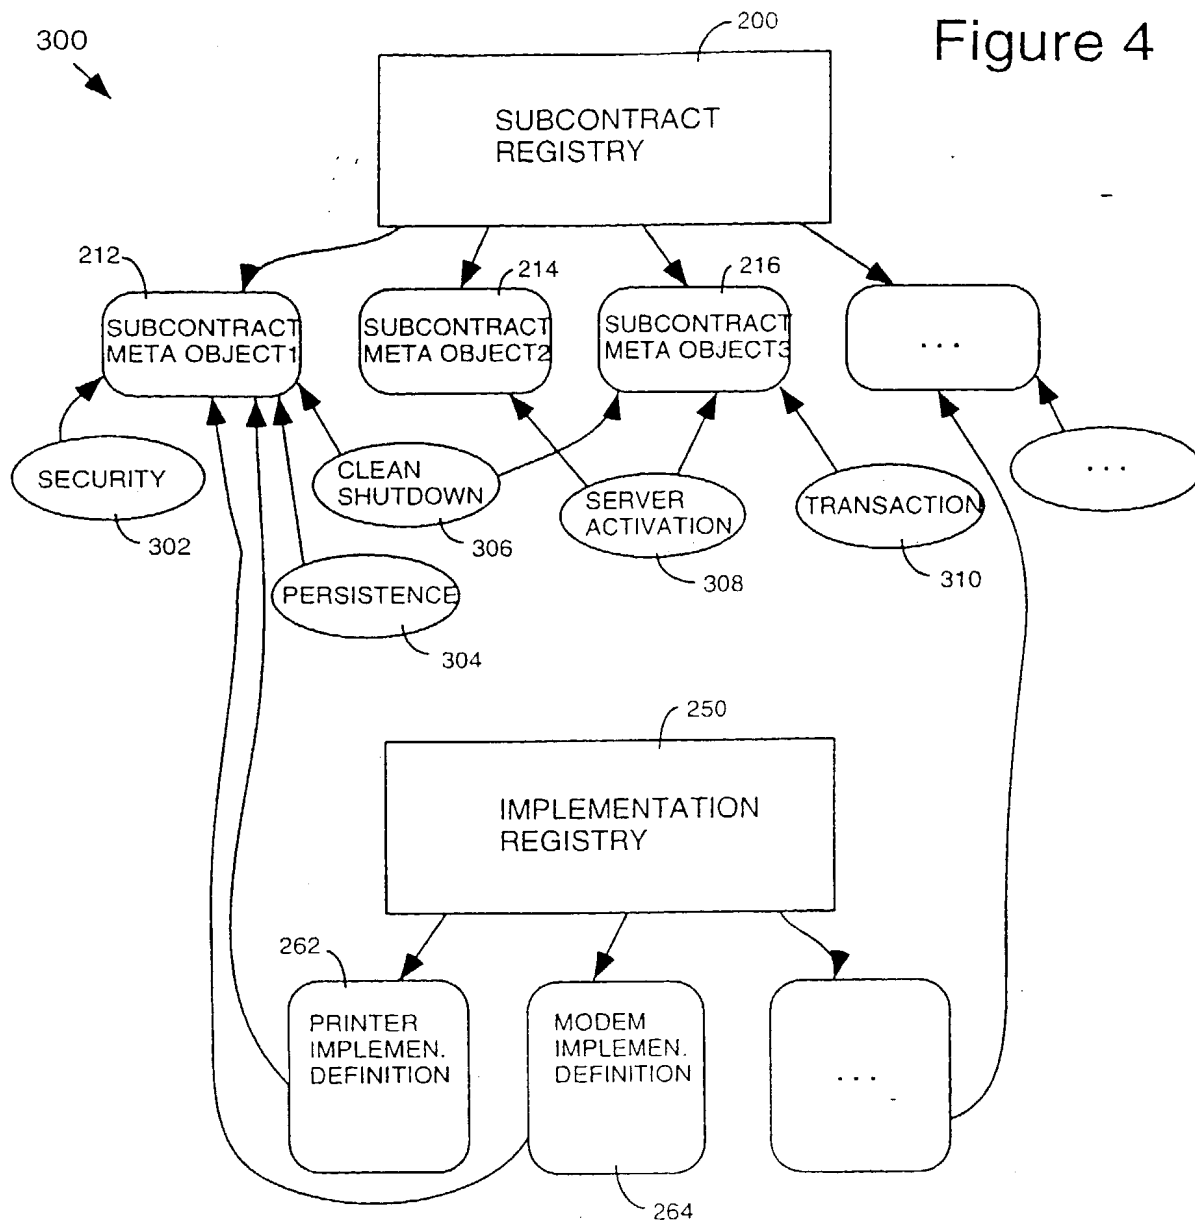 Figure 4
300
200
SUBCONTRACT
REGISTRY
212
214
216
SUBCONTRACT
META OBJECT1
SUBCONTRACT
META OBJECT2
SUBCONTRACT
META OBJECT3
...
SECURITY
302
CLEAN
SHUTDOWN
306
SERVER
ACTIVATION
308
TRANSACTION
310
...
PERSISTENCE
304
250
IMPLEMENTATION
REGISTRY
262
PRINTER
IMPLEMEN.
DEFINITION
MODEM
IMPLEMEN.
DEFINITION
264
...